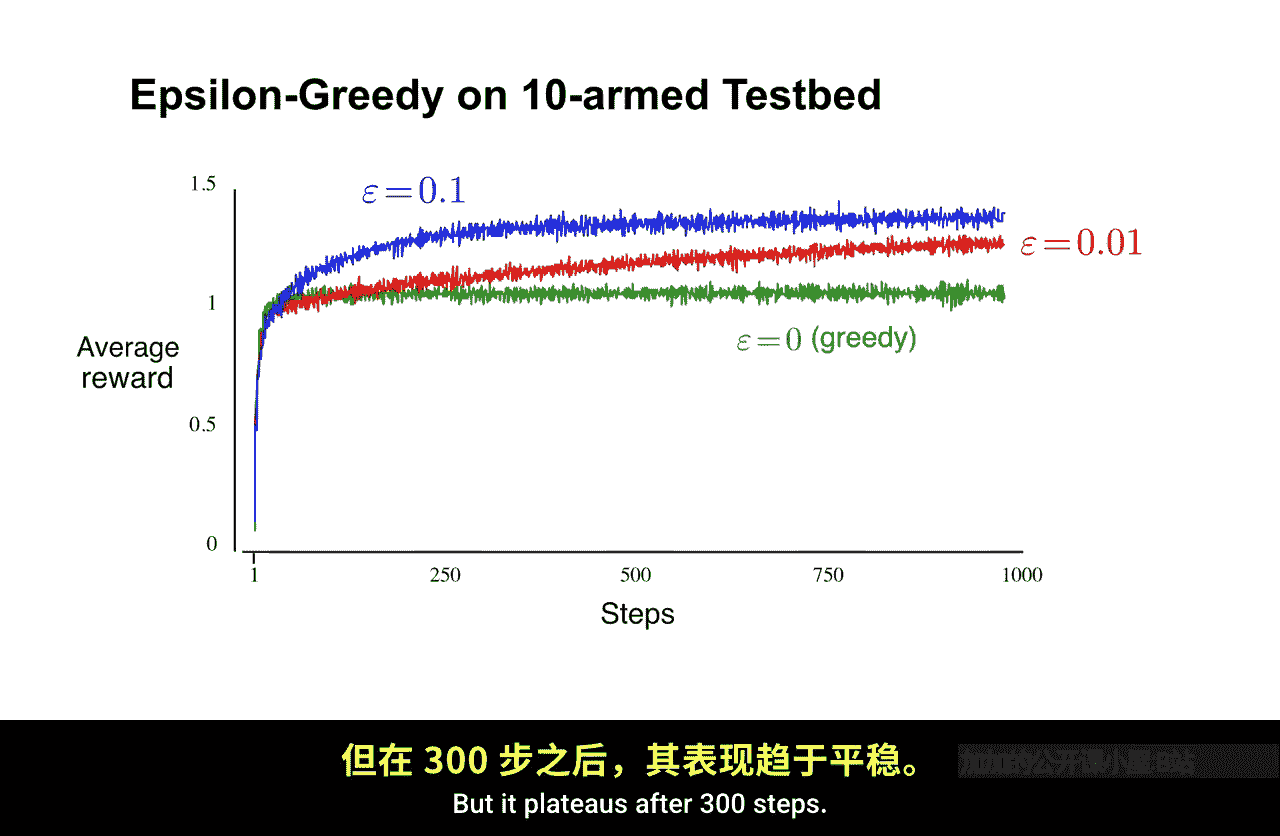 Epsilon-Greedy on 10-armed Testbed
1.5
ε=0.1
ε=0.01
1
ε=0 (greedy)
Average
reward
0.5
0
1
250
500
750
1000
Steps
但在 300 步之后，其表现趋于平稳。
But it plateaus after 300 steps.